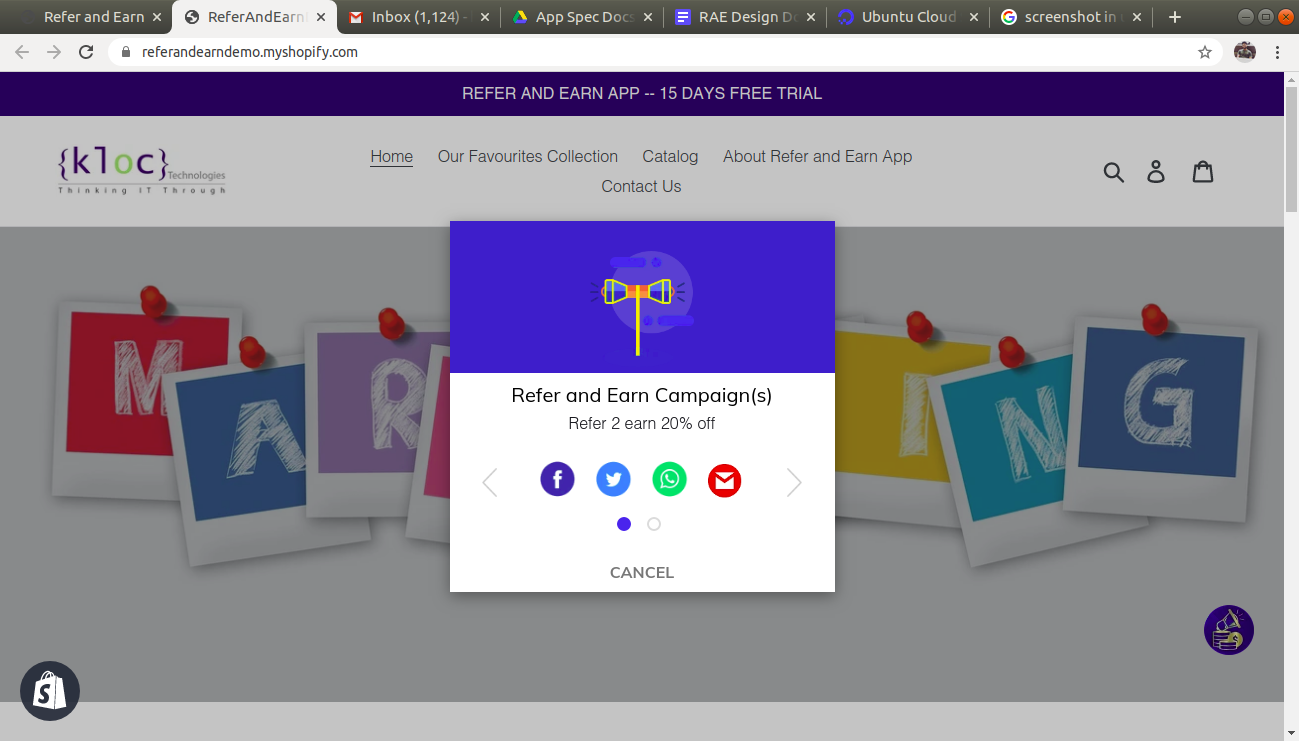 Refer and Earn
ReferAndEarn
Inbox (1,124) -
App Spec Docs
RAE Design Do
Ubuntu Cloud
screenshot in
referandearndemo.myshopify.com
REFER AND EARN APP -- 15 DAYS FREE TRIAL
{kloc}
Technologies
Thinking IT Through
Home
Our Favourites Collection
Catalog
About Refer and Earn App
Contact Us
M
A
R
I
N
G
Refer and Earn Campaign(s)
Refer 2 earn 20% off
CANCEL